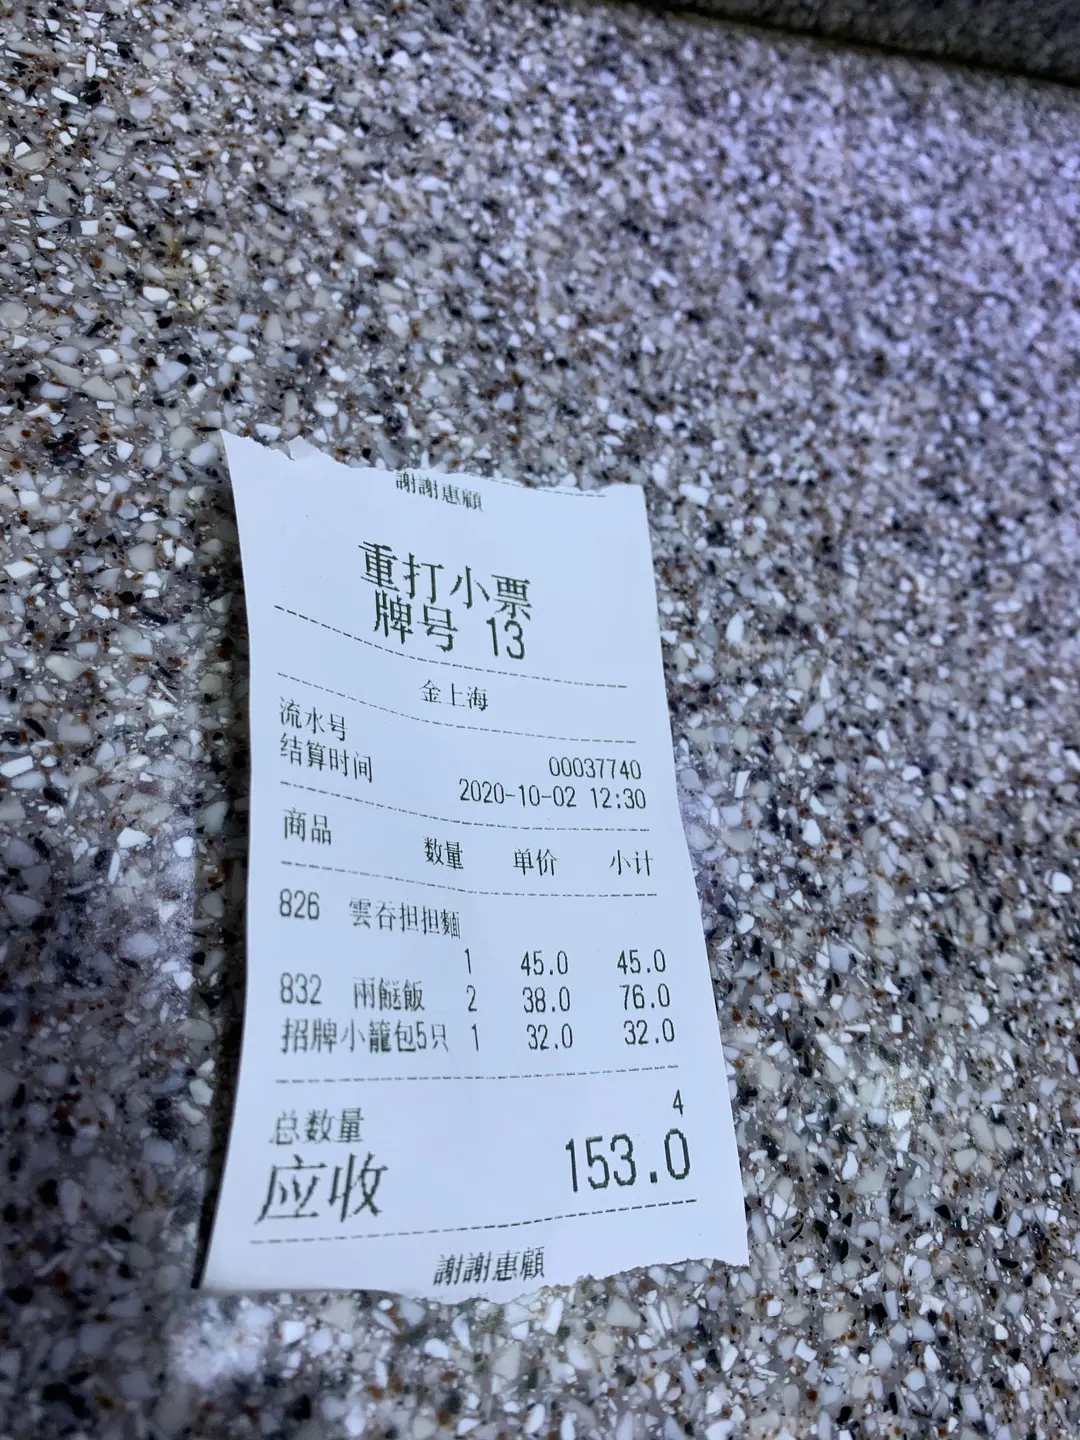 謝謝惠顧
重打小票
牌号 13
金上海
流水号 00037740
结算时间 2020-10-02 12:30
商品 数量 单价 小计
826 雲吞担担麵
1 45.0 45.0
832 兩餸飯 2 38.0 76.0
招牌小籠包5只 1 32.0 32.0
总数量 4
应收 153.0
謝謝惠顧